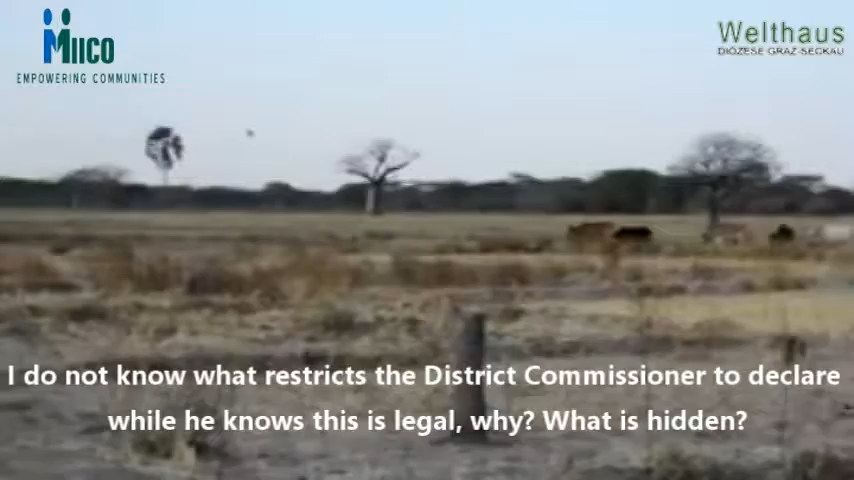 MIICO
EMPOWERING COMMUNITIES
Welthaus
DIÖZESE GRAZ-SECKAU
I do not know what restricts the District Commissioner to declare
while he knows this is legal, why? What is hidden?